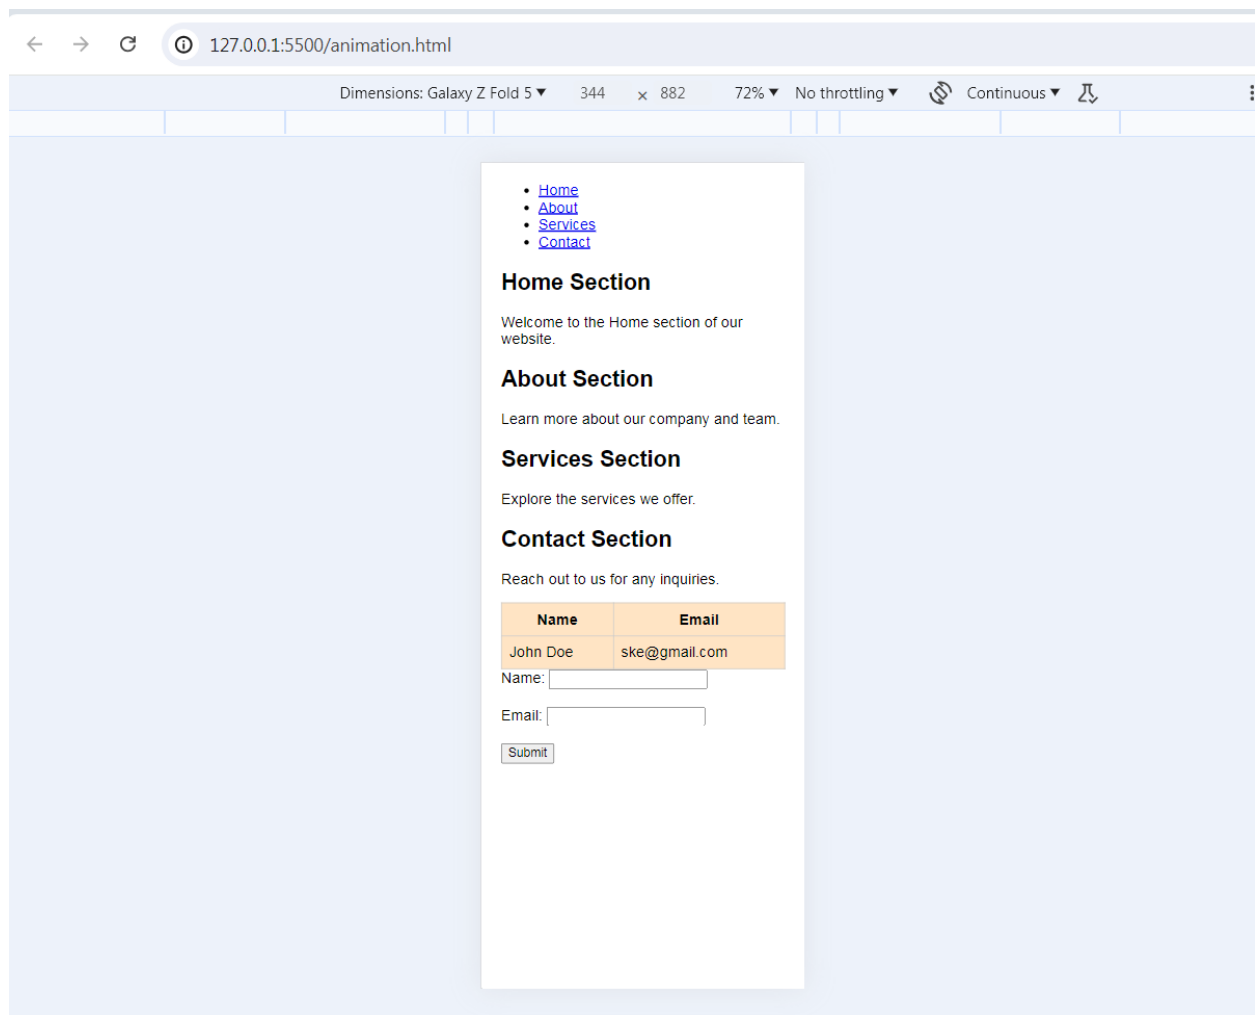 127.0.0.1:5500/animation.html
Dimensions: Galaxy Z Fold 5 ▼ 344 × 882 72% ▼ No throttling ▼ Continuous ▼
• Home
• About
• Services
• Contact
Home Section
Welcome to the Home section of our
website.
About Section
Learn more about our company and team.
Services Section
Explore the services we offer.
Contact Section
Reach out to us for any inquiries.
Name Email
John Doe ske@gmail.com
Name:
Email:
Submit